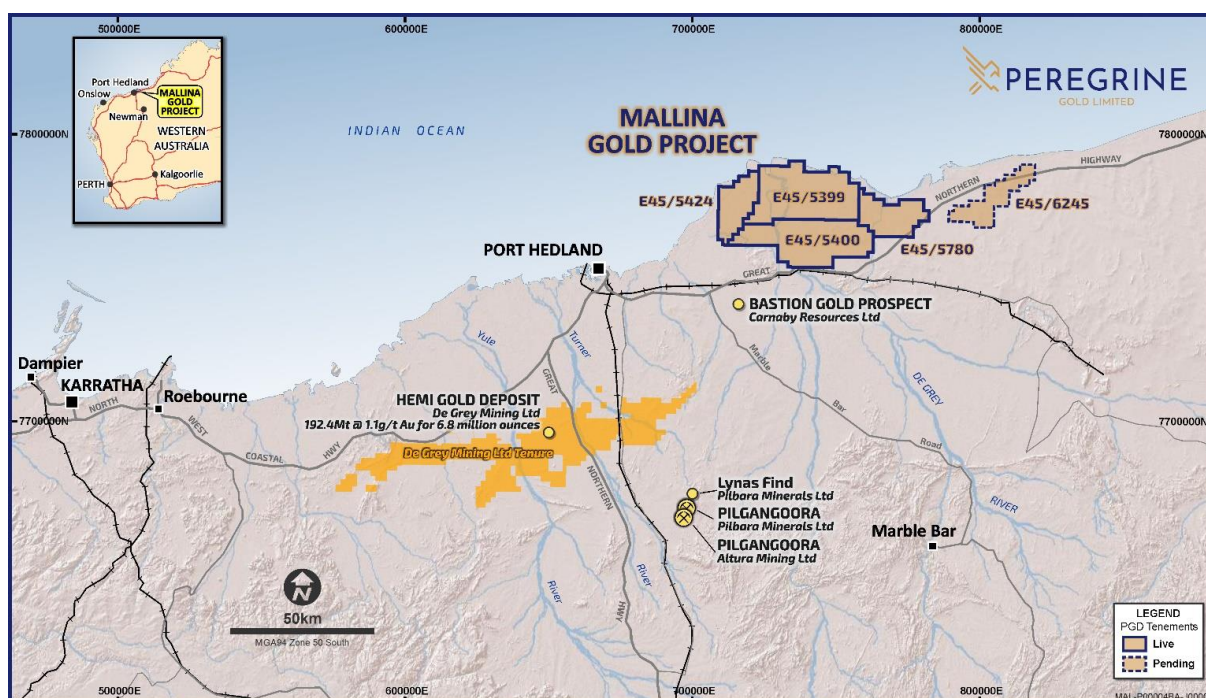 500000E
600000E
700000E
800000E
Port Hedland
Onslow
MALLINA
GOLD PROJECT
Newman
WESTERN
AUSTRALIA
PERTH
Kalgoorlie
PEREGRINE
GOLD LIMITED
7800000N
INDIAN OCEAN
MALLINA
GOLD PROJECT
7800000N
HIGHWAY
NORTHERN
E45/5424
E45/5399
E45/6245
E45/5400
E45/5780
PORT HEDLAND
GREAT
BASTION GOLD PROSPECT
Carnaby Resources Ltd
Yule
Turner
Marble
DE GREY
Dampier
KARRATHA
Roebourne
NORTH
WEST
COASTAL
HWY
GREAT
HEMI GOLD DEPOSIT
De Grey Mining Ltd
192.4Mt @ 1.1g/t Au for 6.8 million ounces
Bar
7700000N
7700000N
De Grey Mining Ltd Tenure
Road
NORTHERN
Lynas Find
Pilbara Minerals Ltd
RIVER
PILGANGOORA
Pilbara Minerals Ltd
Marble Bar
PILGANGOORA
Altura Mining Ltd
River
River
HWY
N
50km
MGA94 Zone 50 South
LEGEND
PGD Tenements
Live
Pending
500000E
600000E
700000E
800000E